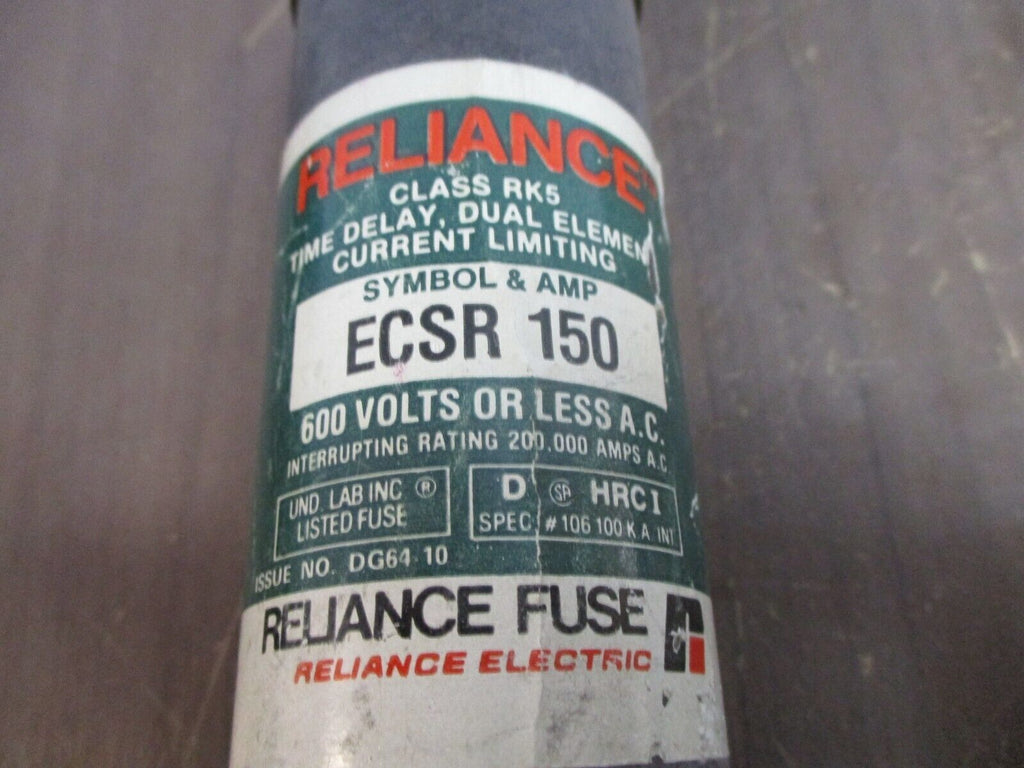 RELIANCE
CLASS RK5
TIME DELAY, DUAL ELEMEN
CURRENT LIMITING
SYMBOL & AMP
ECSR 150
600 VOLTS OR LESS A.C.
INTERRUPTING RATING 200.000 AMPS A.C
UND. LAB INC ®
LISTED FUSE
D SA HRC I
SPEC. #106 100 K A INT
ISSUE NO. DG64-10
RELIANCE FUSE
RELIANCE ELECTRIC